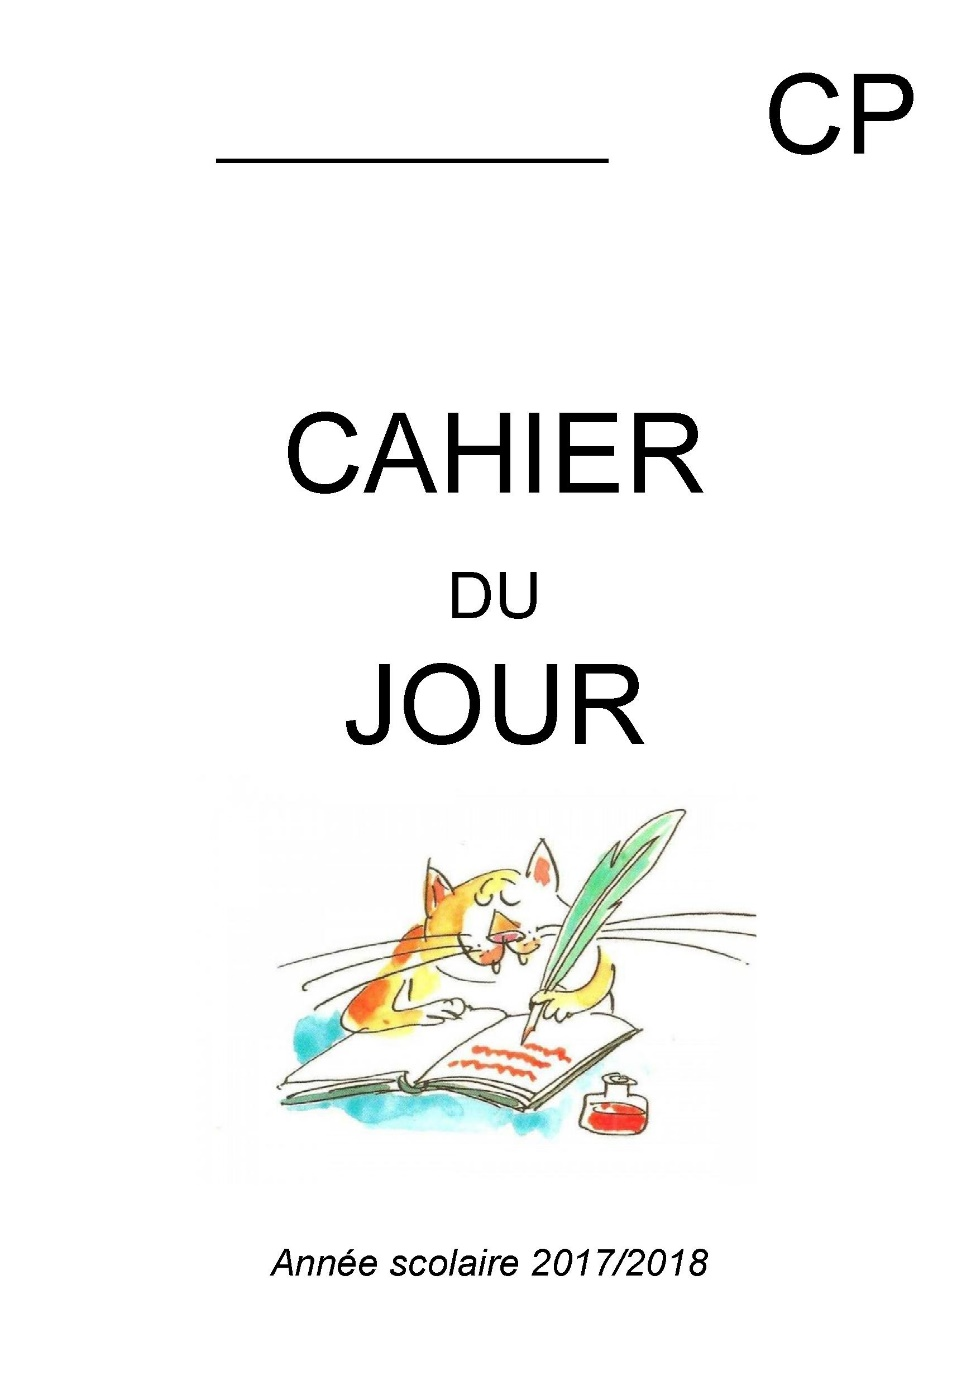 CP
CAHIER
DU
JOUR
Année scolaire 2017/2018